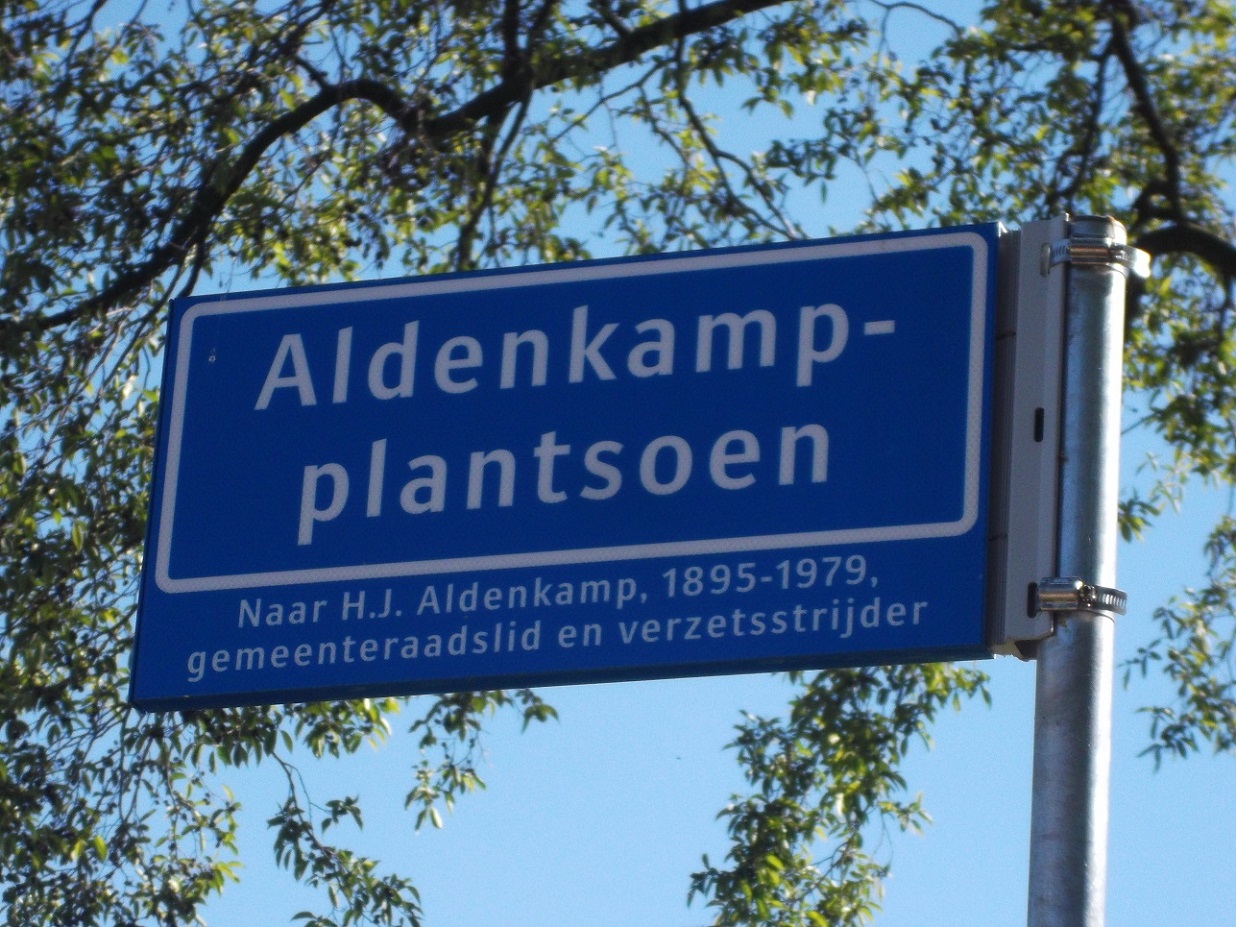 Aldenkamp-
plantsoen
Naar H.J. Aldenkamp, 1895-1979,
gemeenteraadslid en verzetsstrijder